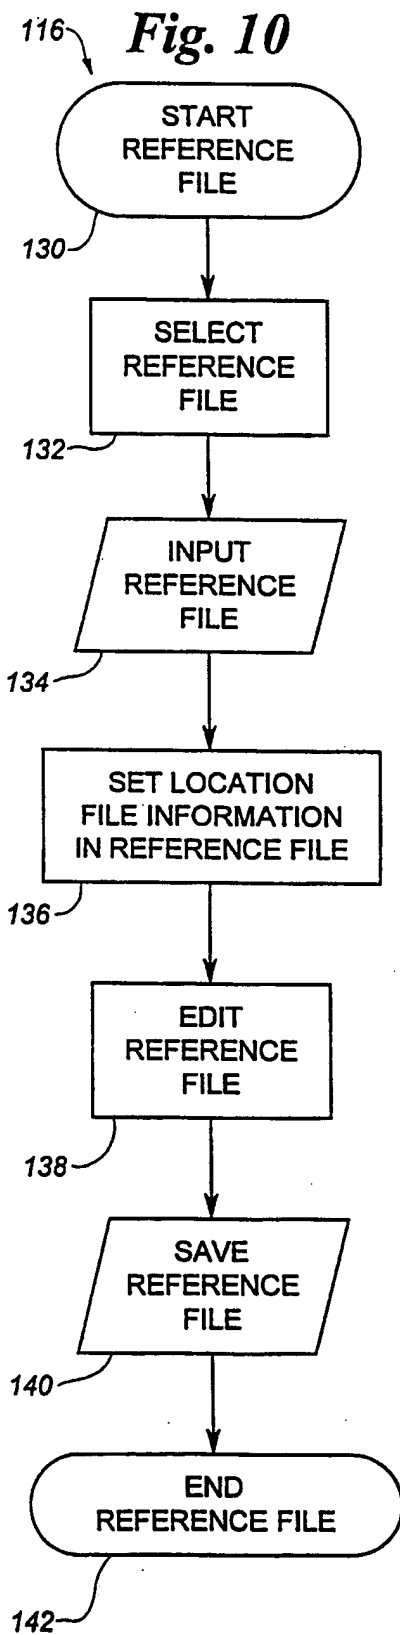 116
Fig. 10
START
REFERENCE
FILE
130
SELECT
REFERENCE
FILE
132
INPUT
REFERENCE
FILE
134
SET LOCATION
FILE INFORMATION
IN REFERENCE FILE
136
EDIT
REFERENCE
FILE
138
SAVE
REFERENCE
FILE
140
END
REFERENCE FILE
142